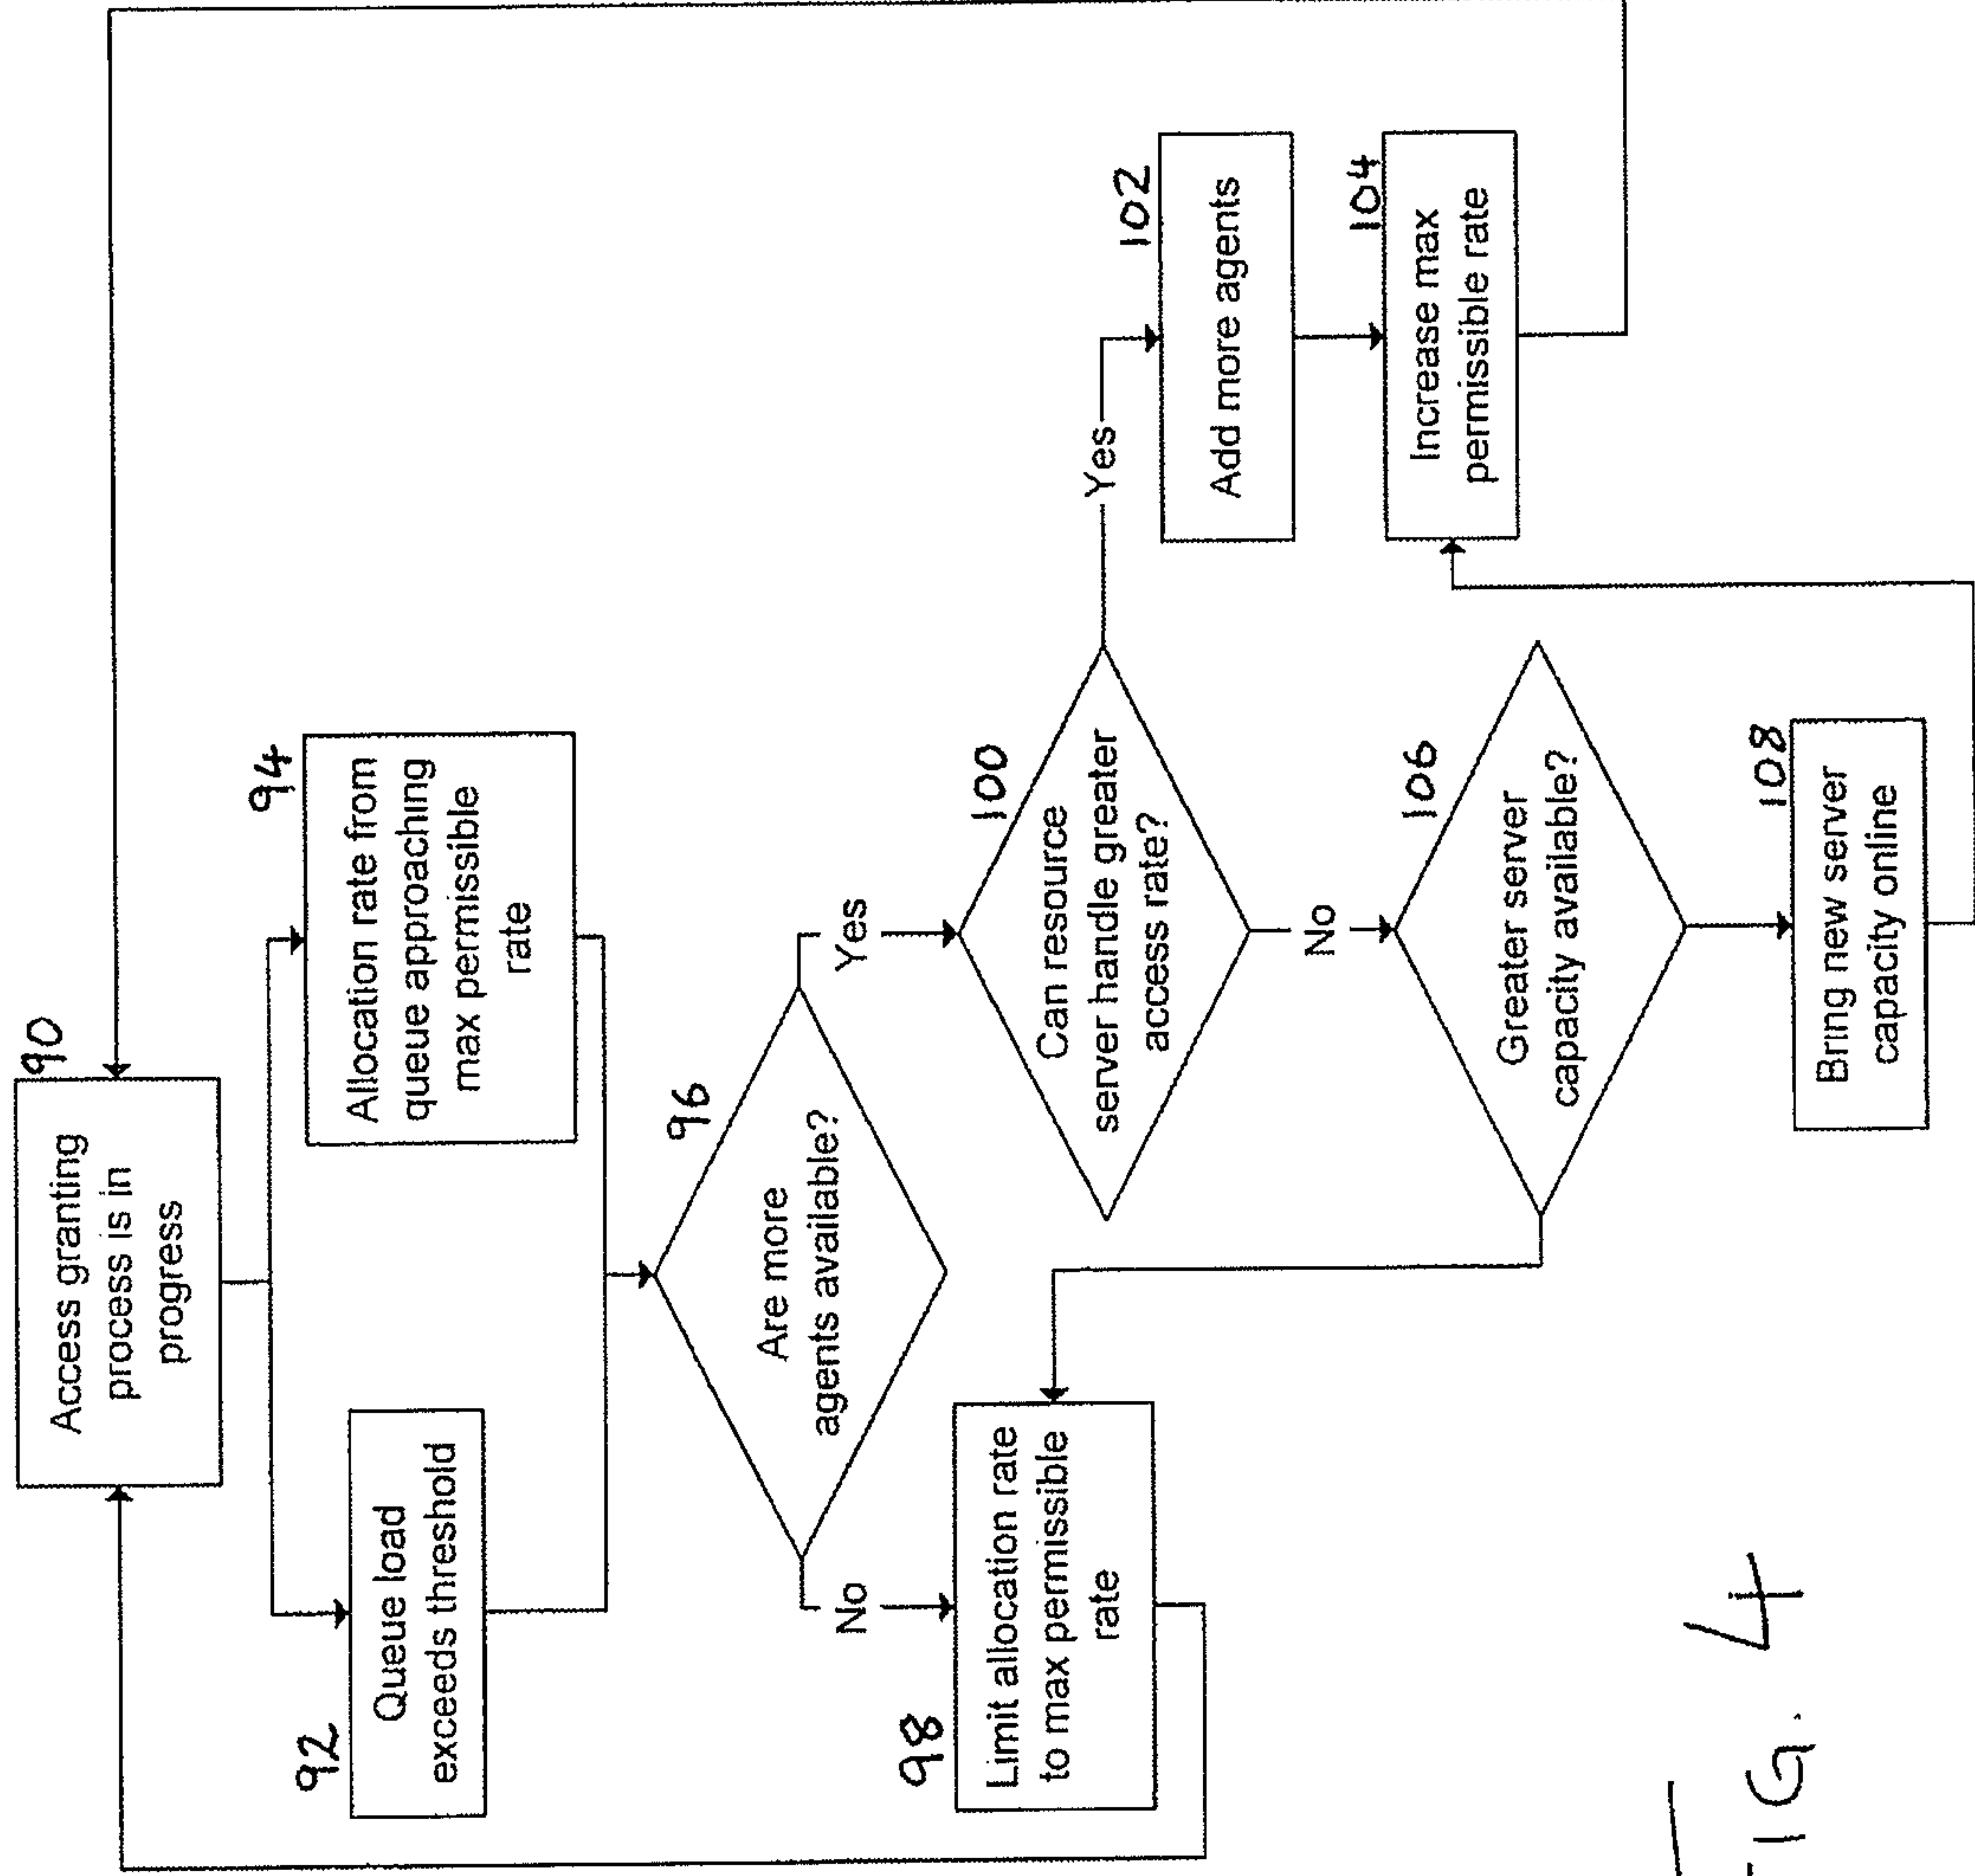 90
Access granting
process is in
progress
92
Queue load
exceeds threshold
94
Allocation rate from
queue approaching
max permissible
rate
96
Are more
agents available?
No
Yes
98
Limit allocation rate
to max permissible
rate
100
Can resource
server handle greater
access rate?
Yes
102
Add more agents
104
Increase max
permissible rate
No
106
Greater server
capacity available?
108
Bring new server
capacity online
FIG. 4